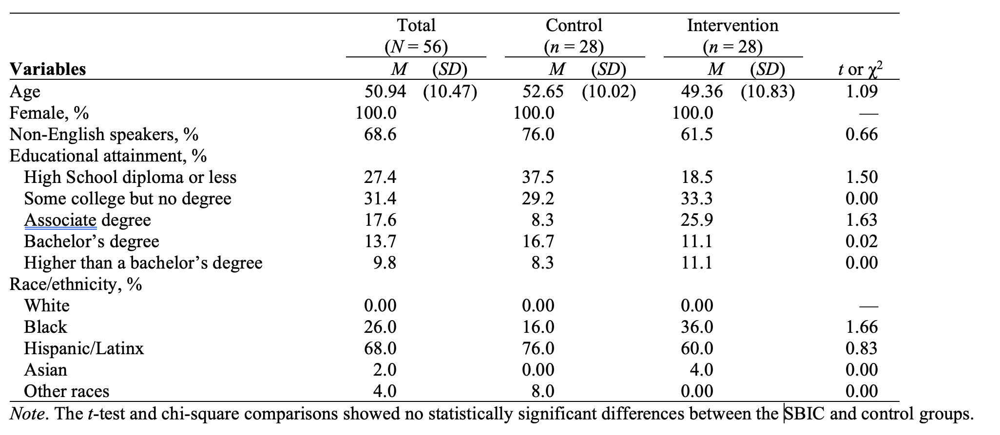 Total Control Intervention
(N = 56) (n = 28) (n = 28)
Variables M (SD) M (SD) M (SD) t or χ²
Age 50.94 (10.47) 52.65 (10.02) 49.36 (10.83) 1.09
Female, % 100.0 100.0 100.0 —
Non-English speakers, % 68.6 76.0 61.5 0.66
Educational attainment, %
High School diploma or less 27.4 37.5 18.5 1.50
Some college but no degree 31.4 29.2 33.3 0.00
Associate degree 17.6 8.3 25.9 1.63
Bachelor’s degree 13.7 16.7 11.1 0.02
Higher than a bachelor’s degree 9.8 8.3 11.1 0.00
Race/ethnicity, %
White 0.00 0.00 0.00 —
Black 26.0 16.0 36.0 1.66
Hispanic/Latinx 68.0 76.0 60.0 0.83
Asian 2.0 0.00 4.0 0.00
Other races 4.0 8.0 0.00 0.00
Note. The t-test and chi-square comparisons showed no statistically significant differences between the SBIC and control groups.